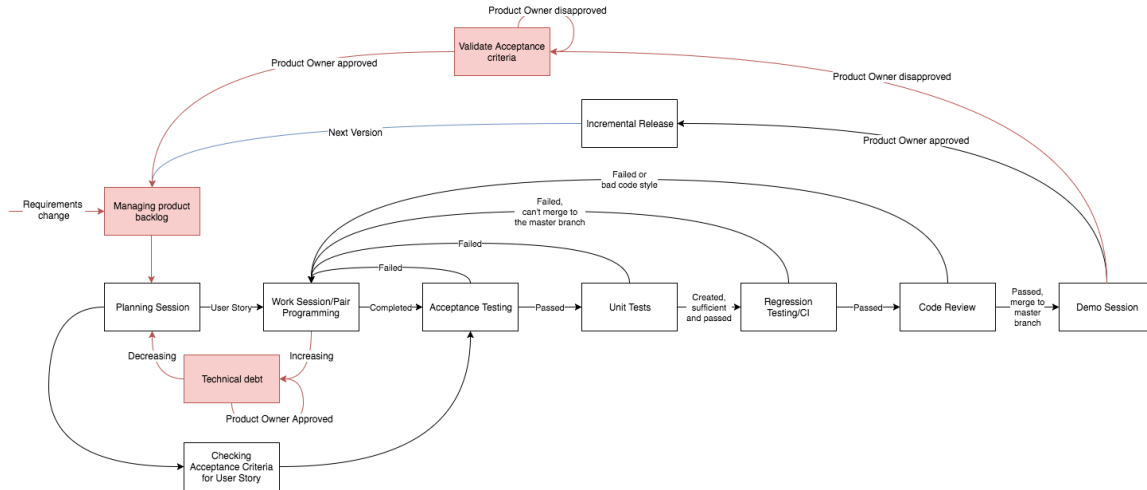 Product Owner disapproved
Validate Acceptance
criteria
Product Owner approved
Product Owner disapproved
Incremental Release
Next Version
Product Owner approved
Failed or
bad code style
Requirements
change
Managing product
backlog
Failed,
can't merge to
the master branch
Failed
Failed
Planning Session
User Story
Work Session/Pair
Programming
Completed
Acceptance Testing
Passed
Unit Tests
Created,
sufficient
and passed
Regression
Testing/CI
Passed
Code Review
Passed,
merge to
master
branch
Demo Session
Decreasing
Increasing
Technical debt
Product Owner Approved
Checking
Acceptance Criteria
for User Story